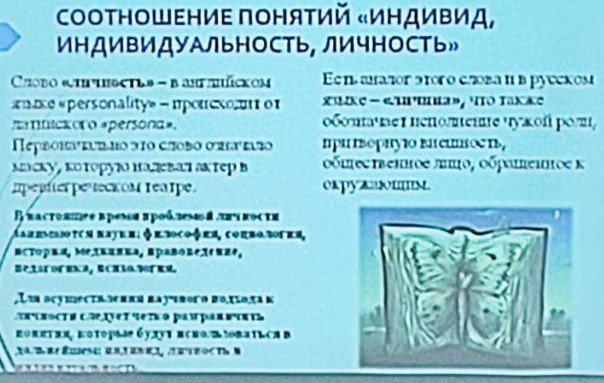 СООТНОШЕНИЕ ПОНЯТИЙ «ИНДИВИД,
ИНДИВИДУАЛЬНОСТЬ, ЛИЧНОСТЬ»
Слово «личность» – в английском
языке «personality» – происходит от
латинского «persona».
Первоначально это слово означало
маску, которую надевал актер в
древнегреческом театре.
В настоящее время проблемой личности
занимаются науки: философия, социология,
история, медицина, правоведение,
педагогика, психология.
Для осуществления научного подхода к
личности следует четко разграничить
понятия, которые будут использоваться в
дальнейшем: индивид, личность и
индивидуальность.
Есть аналог этого слова и в русском
языке – «личина», что также
обозначает исполнение чужой роли,
притворную внешность,
общественное лицо, обращенное к
окружающим.